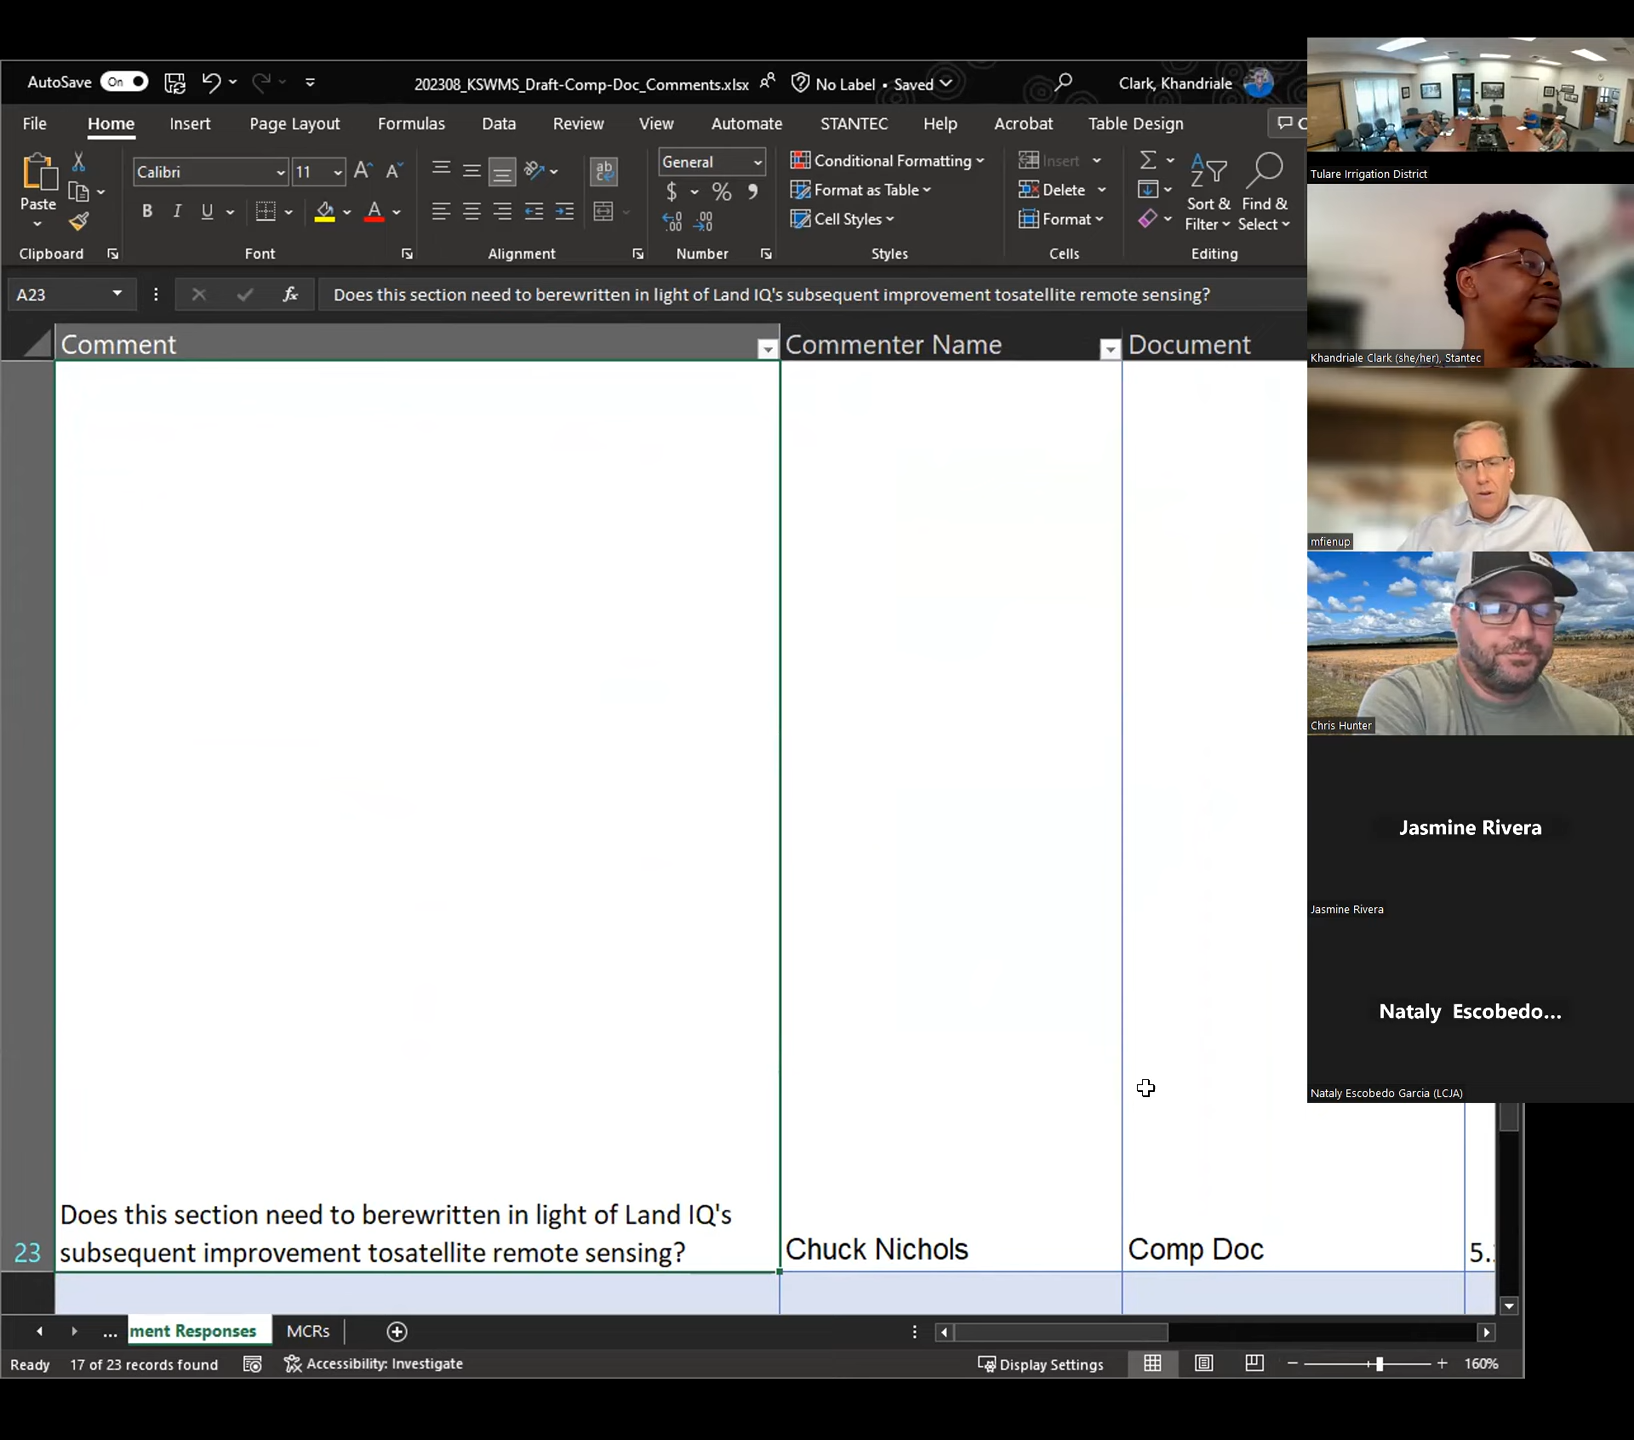 AutoSave On 202308_KSWMS_Draft-Comp-Doc_Comments.xlsx No Label • Saved Clark, Khandriale
File Home Insert Page Layout Formulas Data Review View Automate STANTEC Help Acrobat Table Design
Paste
Calibri 11
B I U
ab
General
$ % 9
Conditional Formatting
Format as Table
Cell Styles
Insert
Delete
Format
Sort &
Filter
Find &
Select
Clipboard Font Alignment Number Styles Cells Editing
A23 fx Does this section need to berewritten in light of Land IQ's subsequent improvement tosatellite remote sensing?
Comment Commenter Name Document
Does this section need to berewritten in light of Land IQ's
subsequent improvement tosatellite remote sensing?
23 Chuck Nichols Comp Doc 5.
... ment Responses MCRs
Ready 17 of 23 records found Accessibility: Investigate Display Settings 160%
Tulare Irrigation District
Khandriale Clark (she/her), Stantec
mfienup
Chris Hunter
Jasmine Rivera
Jasmine Rivera
Nataly Escobedo...
Nataly Escobedo Garcia (LCJA)